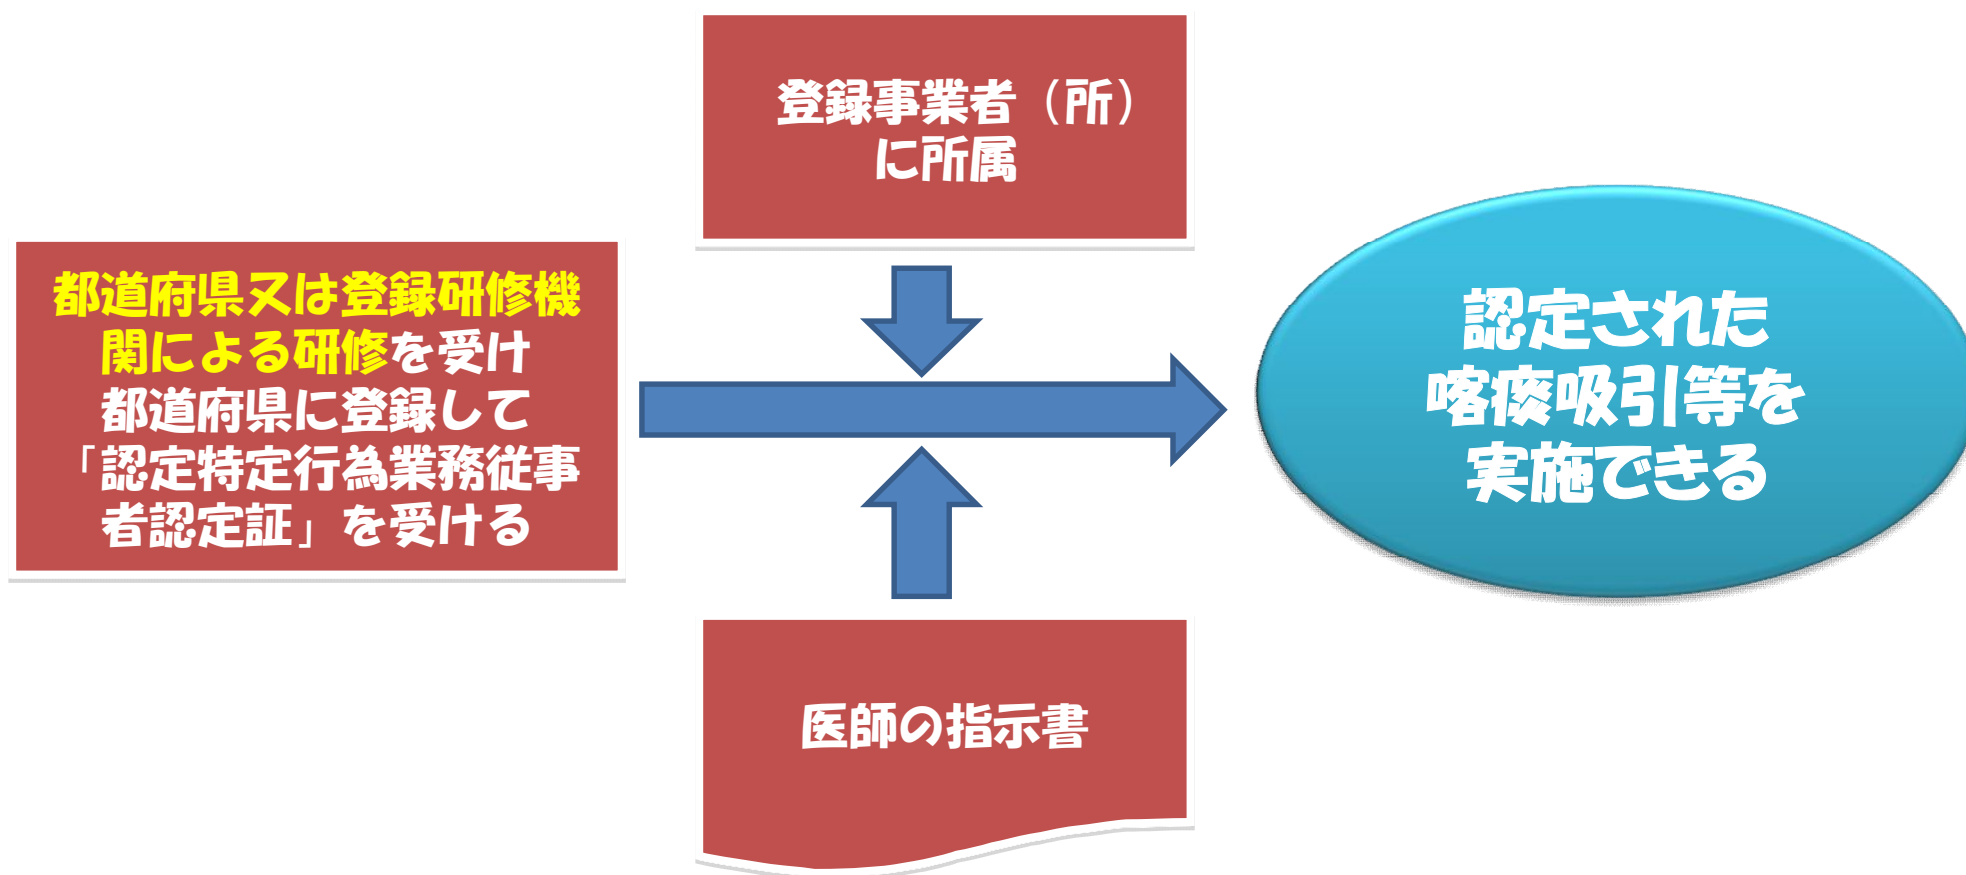 登録事業者（所）
に所属
都道府県又は登録研修機
関による研修を受け
都道府県に登録して
「認定特定行為業務従事
者認定証」を受ける
認定された
喀痰吸引等を
実施できる
医師の指示書